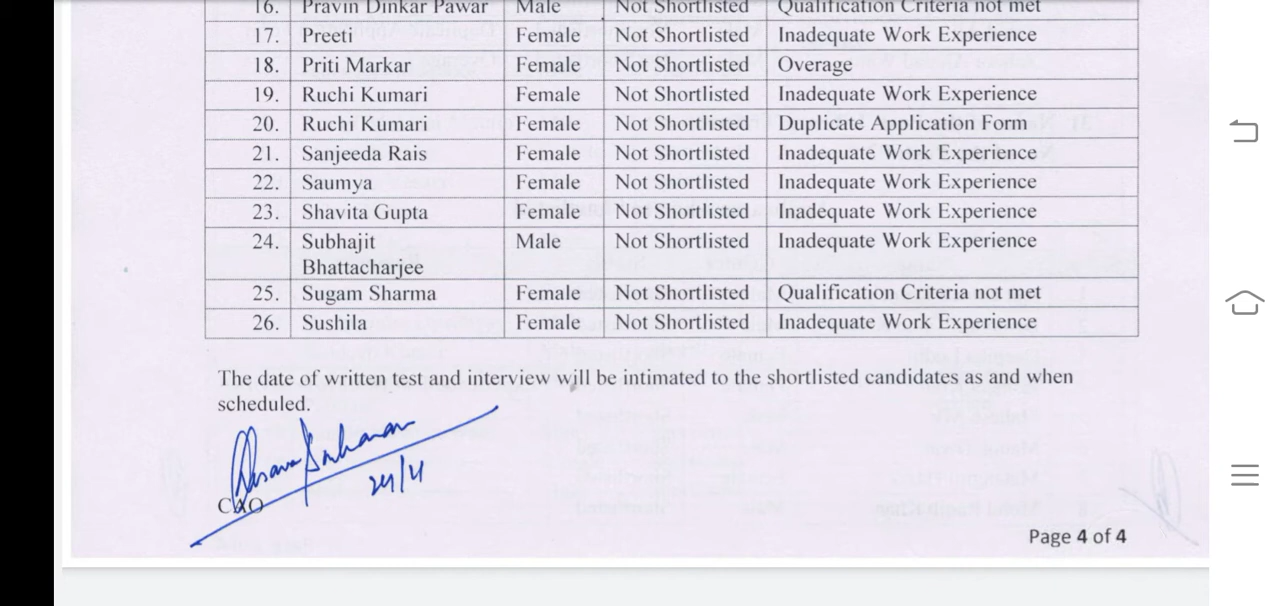 16. Pravin Dinkar Pawar Male Not Shortlisted Qualification Criteria not met
17. Preeti Female Not Shortlisted Inadequate Work Experience
18. Priti Markar Female Not Shortlisted Overage
19. Ruchi Kumari Female Not Shortlisted Inadequate Work Experience
20. Ruchi Kumari Female Not Shortlisted Duplicate Application Form
21. Sanjeeda Rais Female Not Shortlisted Inadequate Work Experience
22. Saumya Female Not Shortlisted Inadequate Work Experience
23. Shavita Gupta Female Not Shortlisted Inadequate Work Experience
24. Subhajit Male Not Shortlisted Inadequate Work Experience
Bhattacharjee
25. Sugam Sharma Female Not Shortlisted Qualification Criteria not met
26. Sushila Female Not Shortlisted Inadequate Work Experience
The date of written test and interview will be intimated to the shortlisted candidates as and when
scheduled.
24/4
CAO
Page 4 of 4